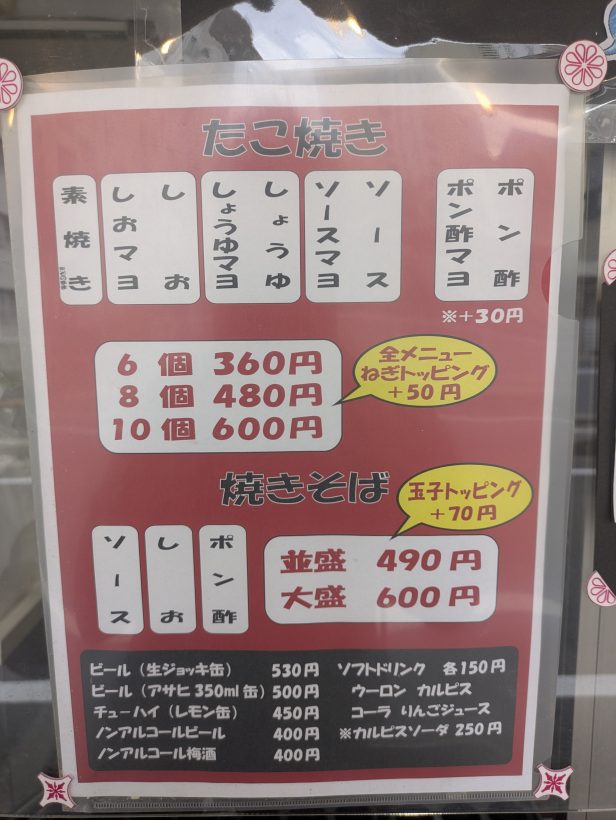 たこ焼き
ポン酢
ポン酢マヨ
ソース
ソースマヨ
しょうゆ
しょうゆマヨ
しお
しおマヨ
素焼き
※+30円
6個 360円
8個 480円
10個 600円
全メニュー
ねぎトッピング
+50円
焼きそば
玉子トッピング
+70円
ポン酢
しお
ソース
並盛 490円
大盛 600円
ビール(生ジョッキ缶) 530円
ビール(アサヒ350ml缶) 500円
チューハイ(レモン缶) 450円
ノンアルコールビール 400円
ノンアルコール梅酒 400円
ソフトドリンク 各150円
ウーロン カルピス
コーラ りんごジュース
※カルピスソーダ 250円